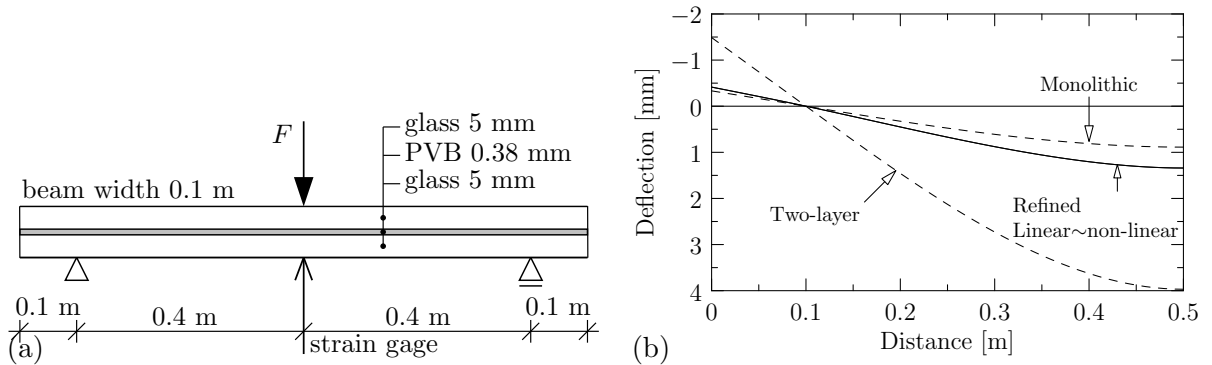 glass 5 mm
F
PVB 0.38 mm
glass 5 mm
beam width 0.1 m
0.1 m
0.4 m
0.4 m
0.1 m
(a)
strain gage
−2
−1
0
1
2
3
4
Deflection [mm]
Monolithic
Two-layer
Refined
Linear∼non-linear
0
0.1
0.2
0.3
0.4
0.5
Distance [m]
(b)